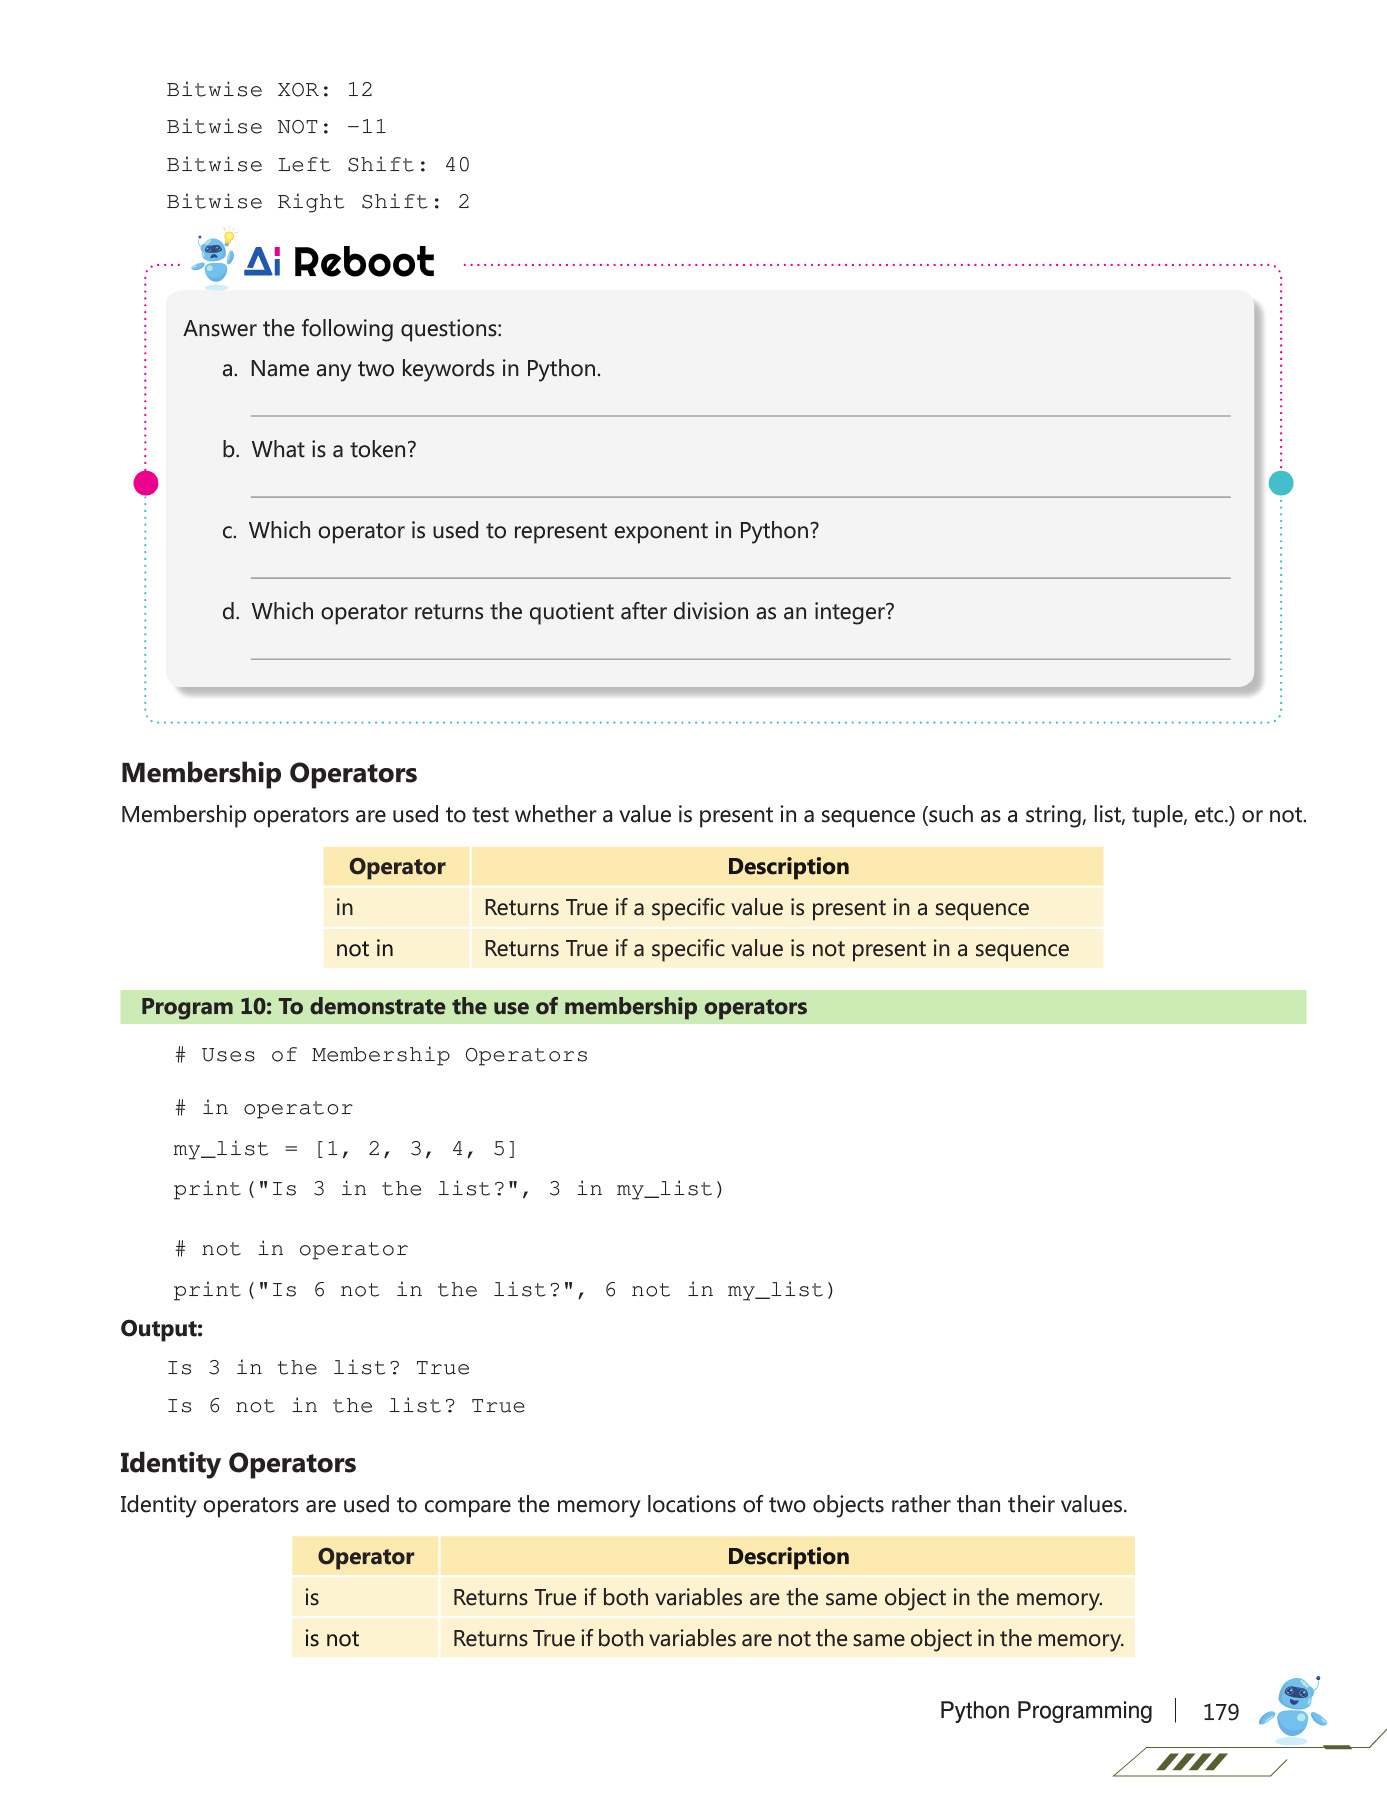 Bitwise XOR: 12
Bitwise NOT: -11
Bitwise Left Shift: 40
Bitwise Right Shift: 2
Ai Reboot
Answer the following questions:
a. Name any two keywords in Python.
b. What is a token?
c. Which operator is used to represent exponent in Python?
d. Which operator returns the quotient after division as an integer?
Membership Operators
Membership operators are used to test whether a value is present in a sequence (such as a string, list, tuple, etc.) or not.
Operator Description
in Returns True if a specific value is present in a sequence
not in Returns True if a specific value is not present in a sequence
Program 10: To demonstrate the use of membership operators
# Uses of Membership Operators
# in operator
my_list = [1, 2, 3, 4, 5]
print("Is 3 in the list?", 3 in my_list)
# not in operator
print("Is 6 not in the list?", 6 not in my_list)
Output:
Is 3 in the list? True
Is 6 not in the list? True
Identity Operators
Identity operators are used to compare the memory locations of two objects rather than their values.
Operator Description
is Returns True if both variables are the same object in the memory.
is not Returns True if both variables are not the same object in the memory.
Python Programming 179